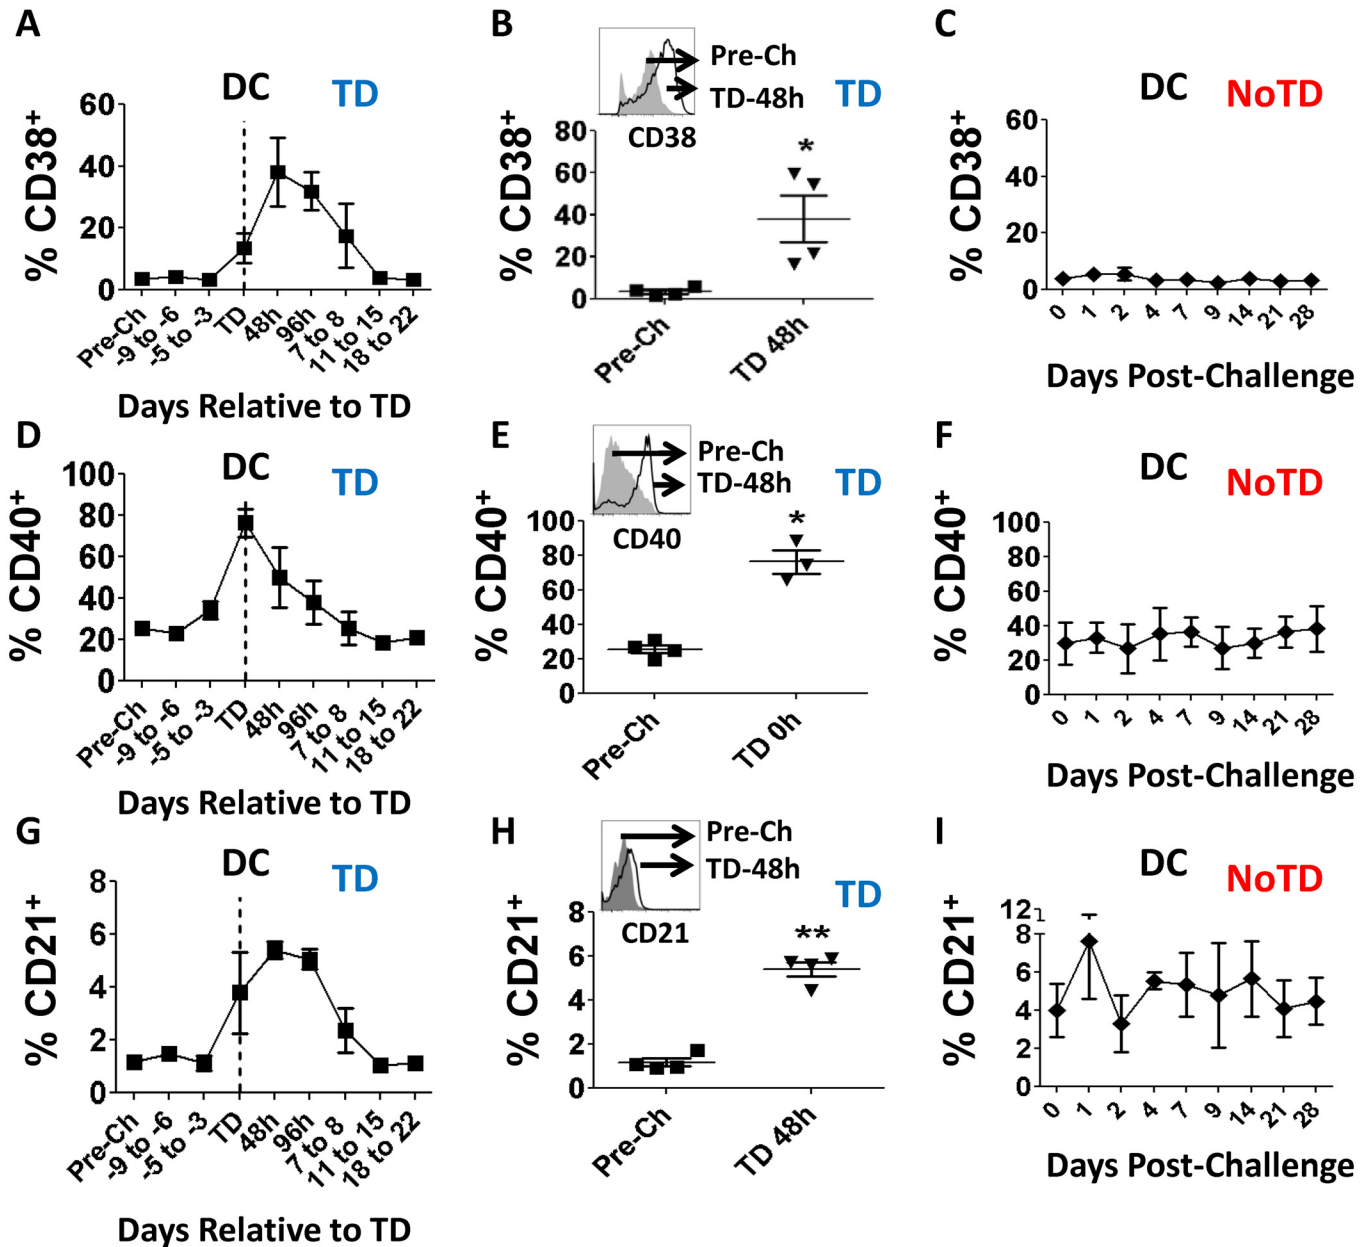 A
DC
TD
% CD38+
60
40
20
0
Pre-Ch
-9 to -6
-5 to -3
TD
48h
96h
7 to 8
11 to 15
18 to 22
Days Relative to TD
B
Pre-Ch
TD-48h
TD
CD38
% CD38+
80
60
40
20
0
*
Pre-Ch
TD 48h
C
DC
NoTD
% CD38+
60
40
20
0
0 1 2 4 7 9 14 21 28
Days Post-Challenge
D
DC
TD
% CD40+
100
80
60
40
20
0
Pre-Ch
-9 to -6
-5 to -3
TD
48h
96h
7 to 8
11 to 15
18 to 22
Days Relative to TD
E
Pre-Ch
TD-48h
TD
CD40
% CD40+
100
80
60
40
20
0
*
Pre-Ch
TD 0h
F
DC
NoTD
% CD40+
100
80
60
40
20
0
0 1 2 4 7 9 14 21 28
Days Post-Challenge
G
DC
TD
% CD21+
8
6
4
2
0
Pre-Ch
-9 to -6
-5 to -3
TD
48h
96h
7 to 8
11 to 15
18 to 22
Days Relative to TD
H
Pre-Ch
TD-48h
TD
CD21
% CD21+
8
6
4
2
0
**
Pre-Ch
TD 48h
I
DC
NoTD
% CD21+
12
8
6
4
2
0
0 1 2 4 7 9 14 21 28
Days Post-Challenge